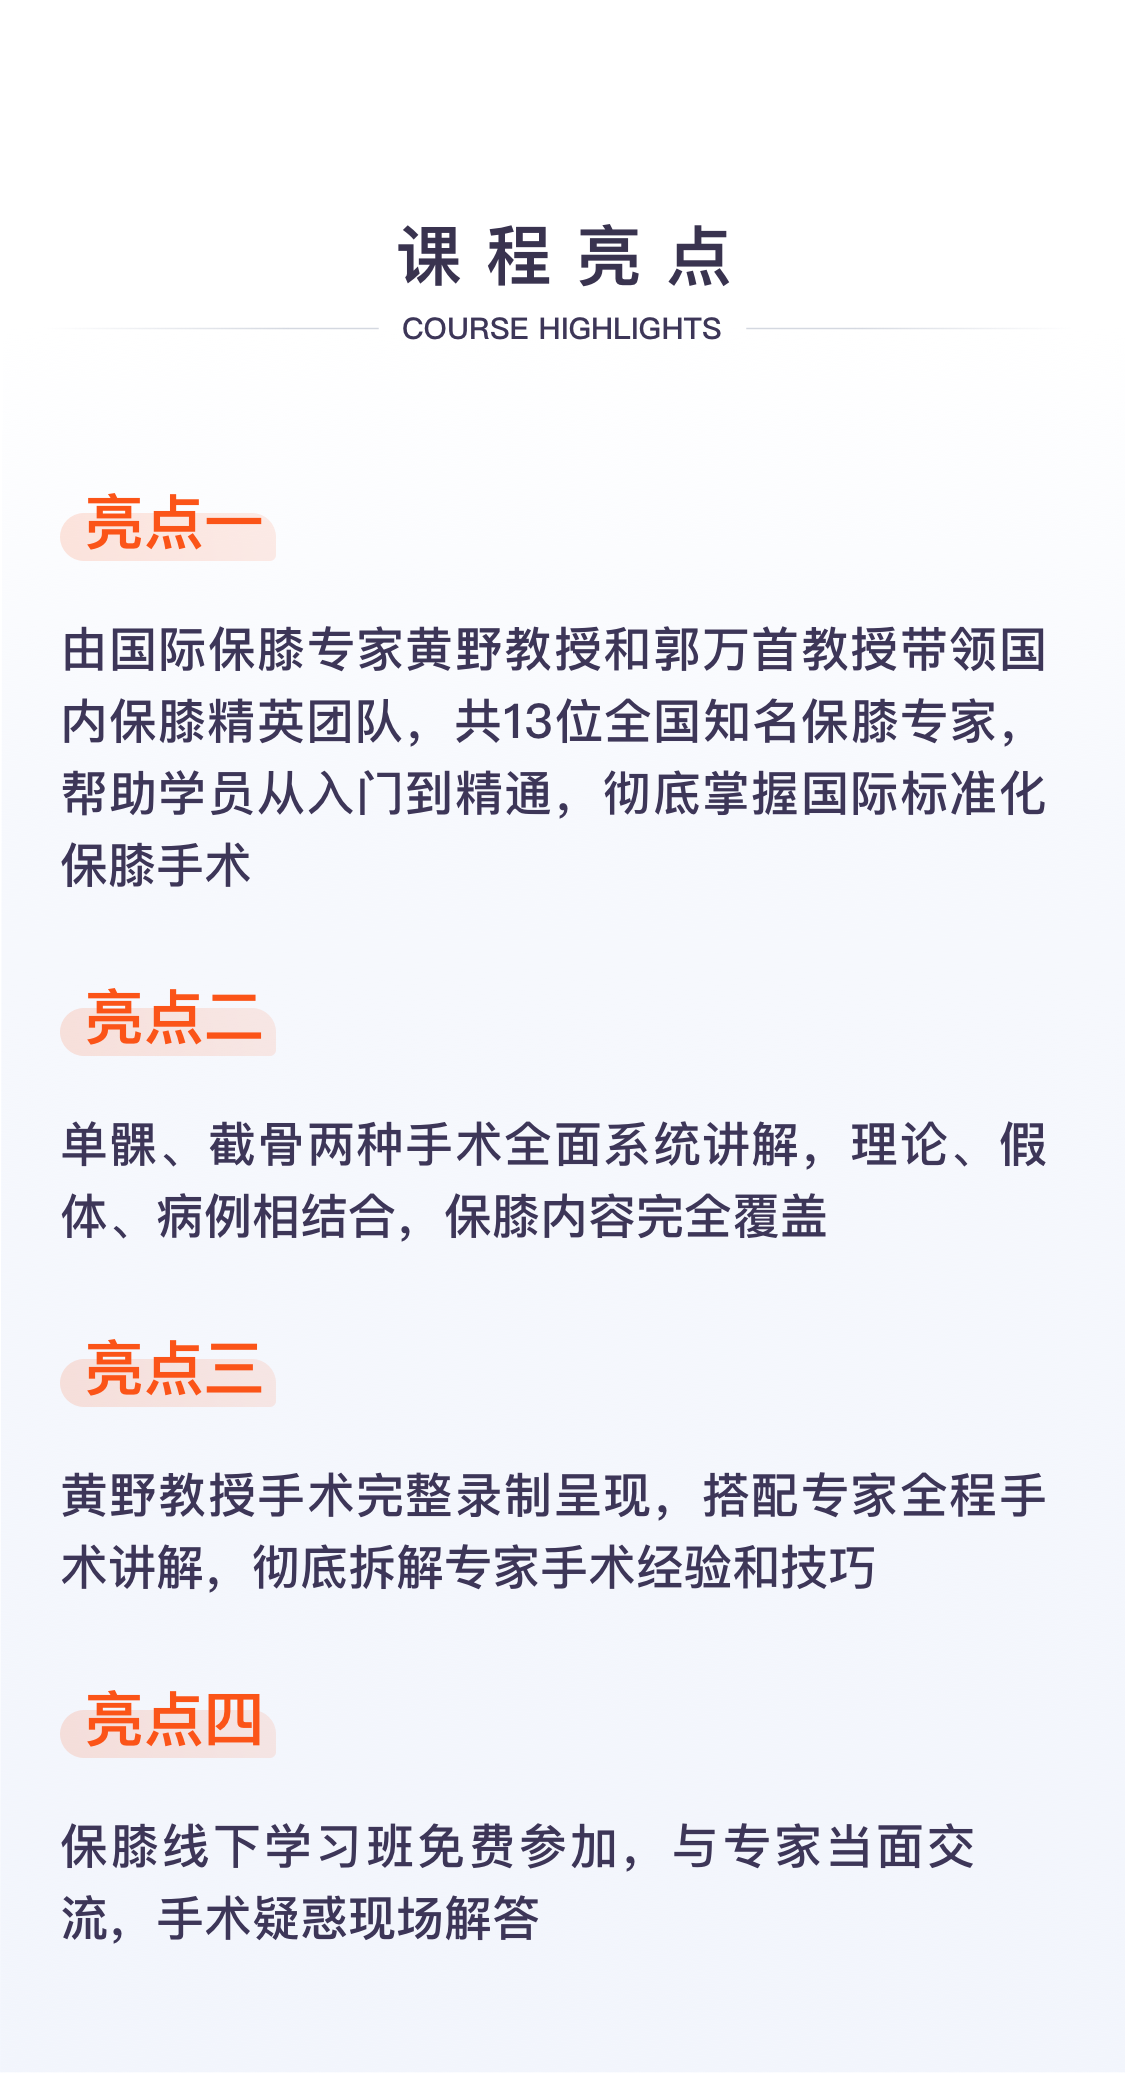 课程亮点
COURSE HIGHLIGHTS
亮点一
由国际保膝专家黄野教授和郭万首教授带领国
内保膝精英团队，共13位全国知名保膝专家，
帮助学员从入门到精通，彻底掌握国际标准化
保膝手术
亮点二
单髁、截骨两种手术全面系统讲解，理论、假
体、病例相结合，保膝内容完全覆盖
亮点三
黄野教授手术完整录制呈现，搭配专家全程手
术讲解，彻底拆解专家手术经验和技巧
亮点四
保膝线下学习班免费参加，与专家当面交
流，手术疑惑现场解答